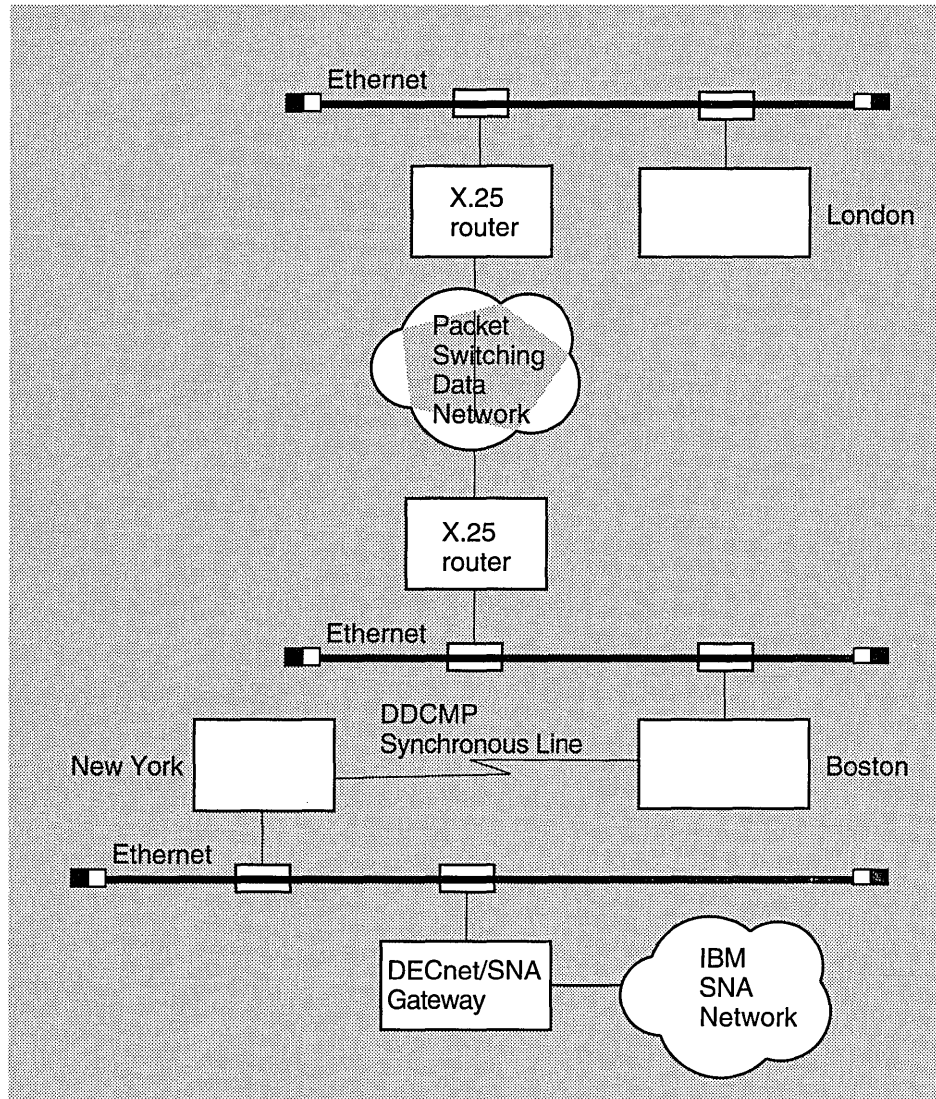 Ethernet
X.25
router
London
Packet
Switching
Data
Network
X.25
router
Ethernet
DDCMP
Synchronous Line
New York
Boston
Ethernet
DECnet/SNA
Gateway
IBM
SNA
Network